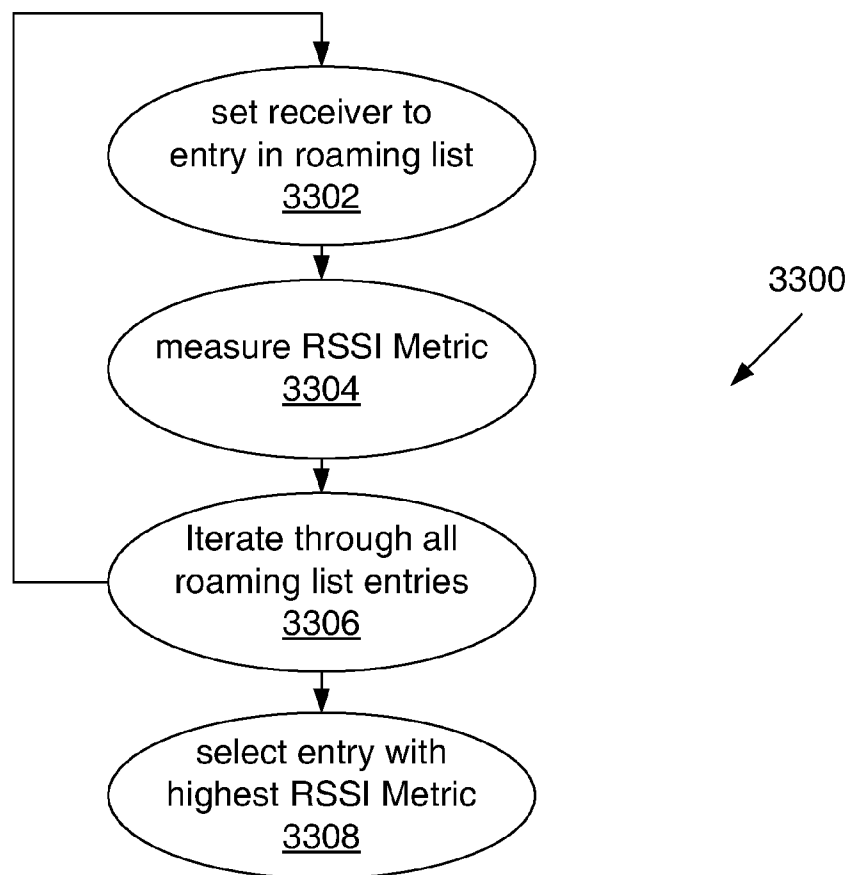 set receiver to
entry in roaming list
3302
3300
measure RSSI Metric
3304
Iterate through all
roaming list entries
3306
select entry with
highest RSSI Metric
3308